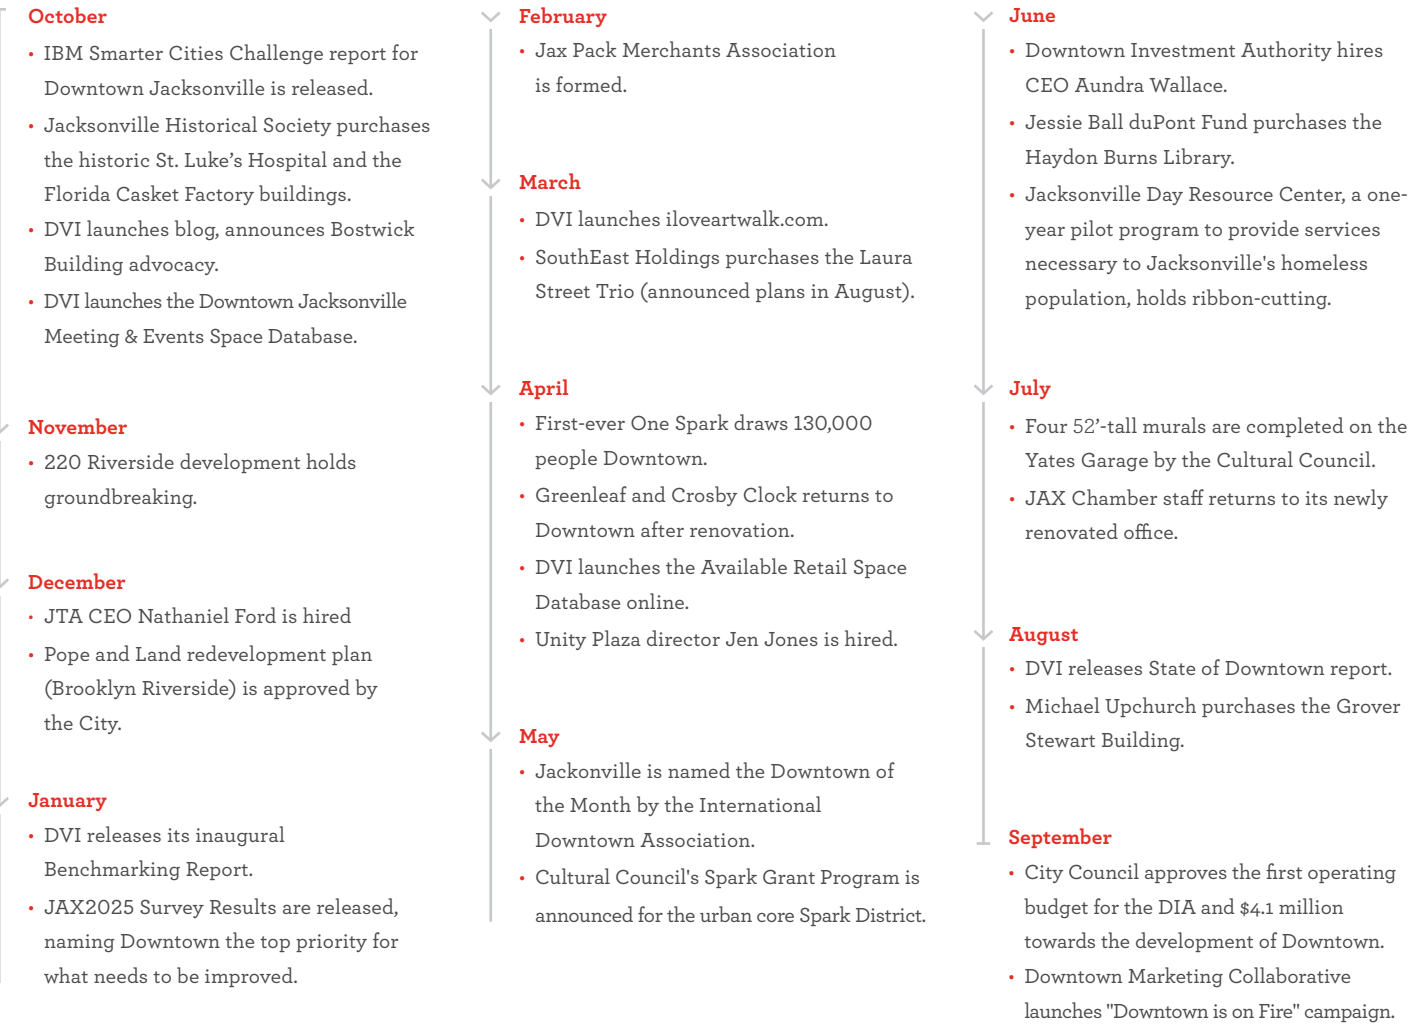 October
• IBM Smarter Cities Challenge report for
Downtown Jacksonville is released.
• Jacksonville Historical Society purchases
the historic St. Luke’s Hospital and the
Florida Casket Factory buildings.
• DVI launches blog, announces Bostwick
Building advocacy.
• DVI launches the Downtown Jacksonville
Meeting & Events Space Database.
November
• 220 Riverside development holds
groundbreaking.
December
• JTA CEO Nathaniel Ford is hired
• Pope and Land redevelopment plan
(Brooklyn Riverside) is approved by
the City.
January
• DVI releases its inaugural
Benchmarking Report.
• JAX2025 Survey Results are released,
naming Downtown the top priority for
what needs to be improved.
February
• Jax Pack Merchants Association
is formed.
March
• DVI launches iloveartwalk.com.
• SouthEast Holdings purchases the Laura
Street Trio (announced plans in August).
April
• First-ever One Spark draws 130,000
people Downtown.
• Greenleaf and Crosby Clock returns to
Downtown after renovation.
• DVI launches the Available Retail Space
Database online.
• Unity Plaza director Jen Jones is hired.
May
• Jackonville is named the Downtown of
the Month by the International
Downtown Association.
• Cultural Council's Spark Grant Program is
announced for the urban core Spark District.
June
• Downtown Investment Authority hires
CEO Aundra Wallace.
• Jessie Ball duPont Fund purchases the
Haydon Burns Library.
• Jacksonville Day Resource Center, a one-
year pilot program to provide services
necessary to Jacksonville's homeless
population, holds ribbon-cutting.
July
• Four 52’-tall murals are completed on the
Yates Garage by the Cultural Council.
• JAX Chamber staff returns to its newly
renovated office.
August
• DVI releases State of Downtown report.
• Michael Upchurch purchases the Grover
Stewart Building.
September
• City Council approves the first operating
budget for the DIA and $4.1 million
towards the development of Downtown.
• Downtown Marketing Collaborative
launches "Downtown is on Fire" campaign.